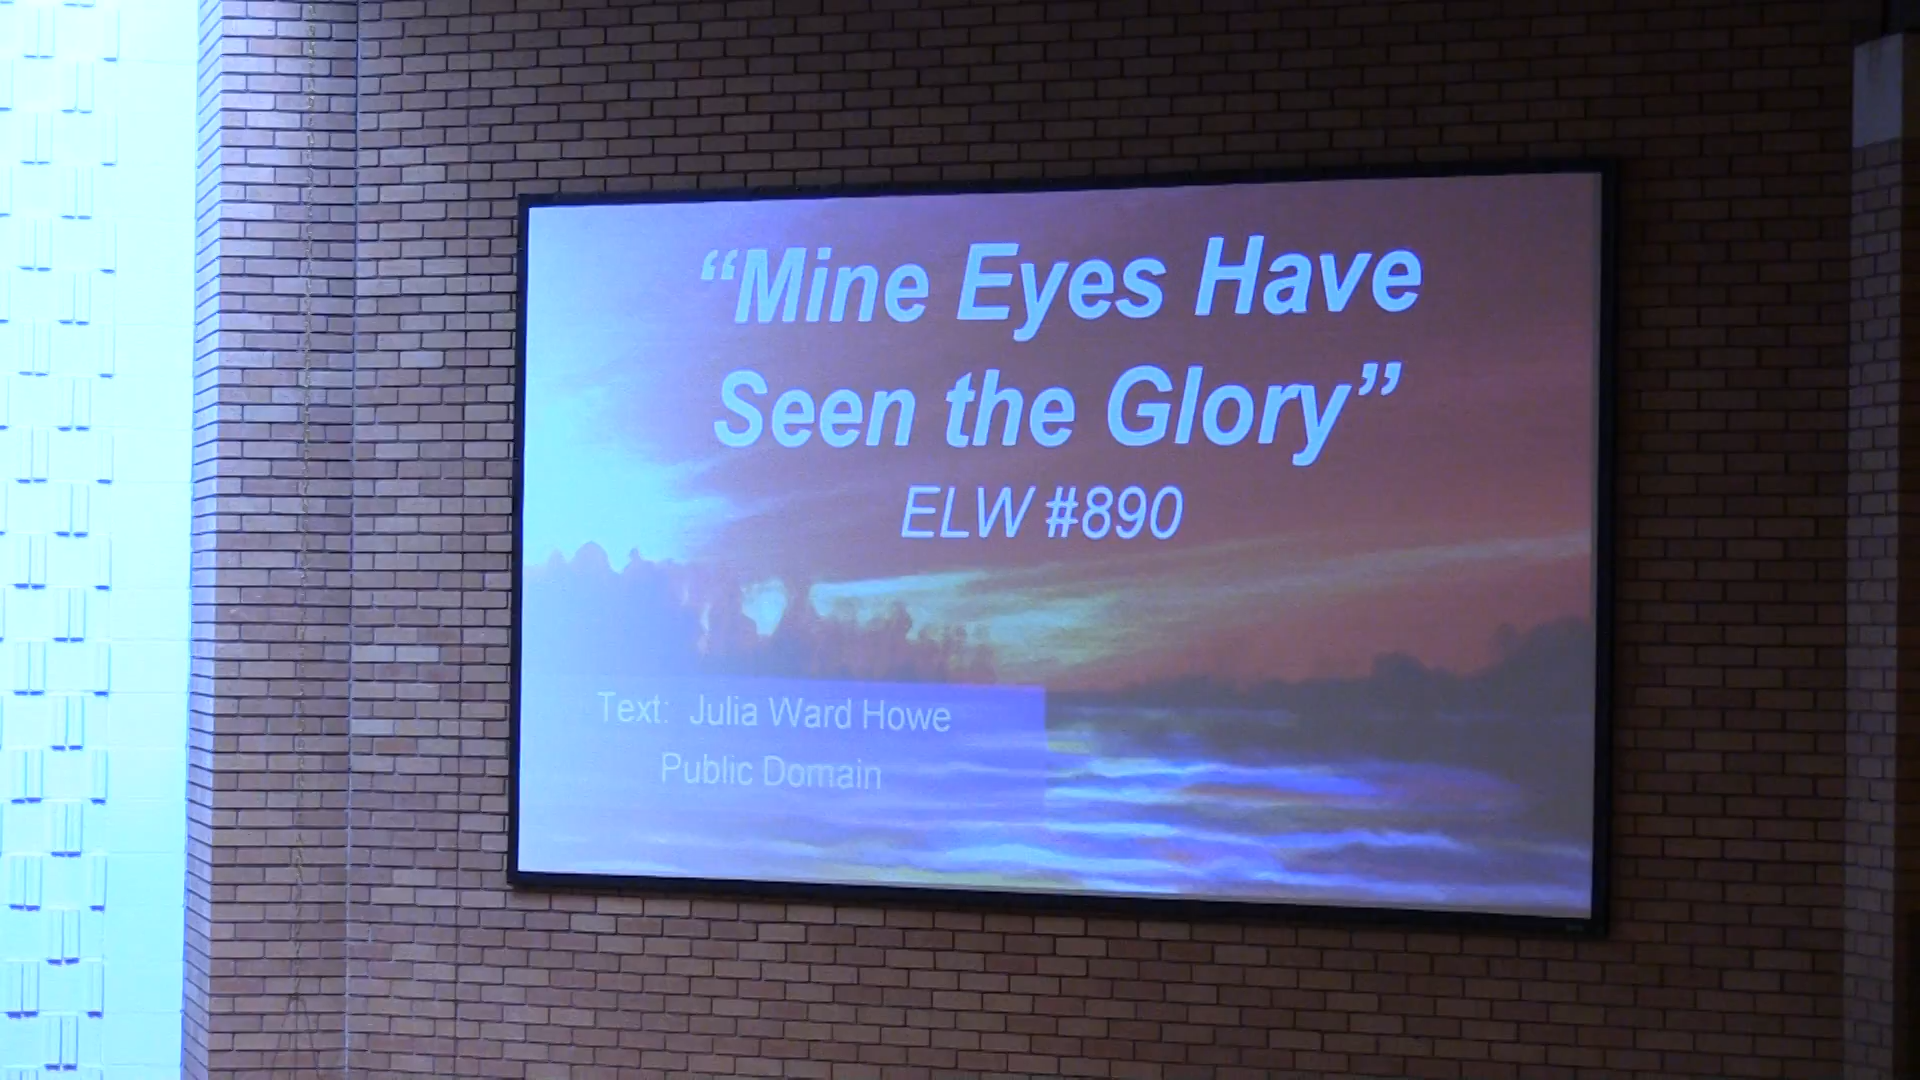 “Mine Eyes Have
Seen the Glory”
ELW #890
Text: Julia Ward Howe
Public Domain